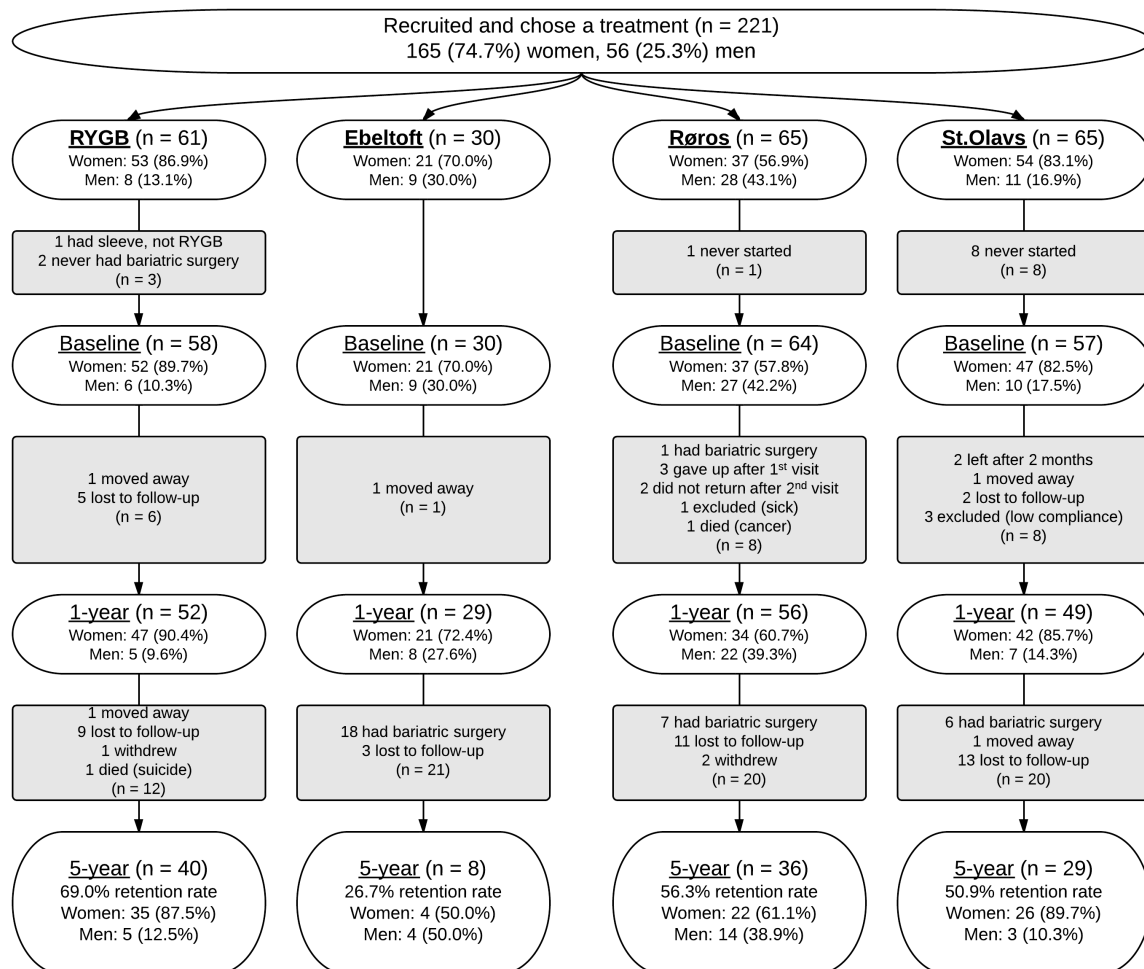 Recruited and chose a treatment (n = 221)
165 (74.7%) women, 56 (25.3%) men
RYGB (n = 61)
Women: 53 (86.9%)
Men: 8 (13.1%)
Ebeltoft (n = 30)
Women: 21 (70.0%)
Men: 9 (30.0%)
Røros (n = 65)
Women: 37 (56.9%)
Men: 28 (43.1%)
St.Olavs (n = 65)
Women: 54 (83.1%)
Men: 11 (16.9%)
1 had sleeve, not RYGB
2 never had bariatric surgery
(n = 3)
1 never started
(n = 1)
8 never started
(n = 8)
Baseline (n = 58)
Women: 52 (89.7%)
Men: 6 (10.3%)
Baseline (n = 30)
Women: 21 (70.0%)
Men: 9 (30.0%)
Baseline (n = 64)
Women: 37 (57.8%)
Men: 27 (42.2%)
Baseline (n = 57)
Women: 47 (82.5%)
Men: 10 (17.5%)
1 moved away
5 lost to follow-up
(n = 6)
1 moved away
(n = 1)
1 had bariatric surgery
3 gave up after 1st visit
2 did not return after 2nd visit
1 excluded (sick)
1 died (cancer)
(n = 8)
2 left after 2 months
1 moved away
2 lost to follow-up
3 excluded (low compliance)
(n = 8)
1-year (n = 52)
Women: 47 (90.4%)
Men: 5 (9.6%)
1-year (n = 29)
Women: 21 (72.4%)
Men: 8 (27.6%)
1-year (n = 56)
Women: 34 (60.7%)
Men: 22 (39.3%)
1-year (n = 49)
Women: 42 (85.7%)
Men: 7 (14.3%)
1 moved away
9 lost to follow-up
1 withdrew
1 died (suicide)
(n = 12)
18 had bariatric surgery
3 lost to follow-up
(n = 21)
7 had bariatric surgery
11 lost to follow-up
2 withdrew
(n = 20)
6 had bariatric surgery
1 moved away
13 lost to follow-up
(n = 20)
5-year (n = 40)
69.0% retention rate
Women: 35 (87.5%)
Men: 5 (12.5%)
5-year (n = 8)
26.7% retention rate
Women: 4 (50.0%)
Men: 4 (50.0%)
5-year (n = 36)
56.3% retention rate
Women: 22 (61.1%)
Men: 14 (38.9%)
5-year (n = 29)
50.9% retention rate
Women: 26 (89.7%)
Men: 3 (10.3%)